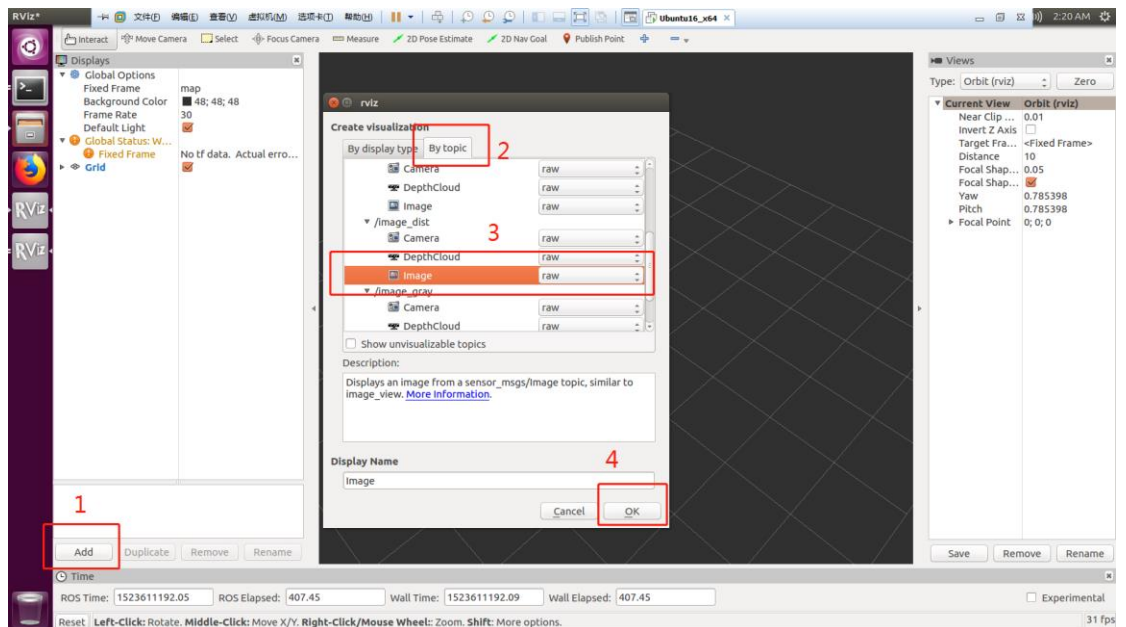 RViz*
文件(F) 编辑(E) 查看(V) 虚拟机(M) 选项卡(T) 帮助(H) Ubuntu16_x64 2:20 AM
Interact Move Camera Select Focus Camera Measure 2D Pose Estimate 2D Nav Goal Publish Point
Displays
Global Options
Fixed Frame map
Background Color 48; 48; 48
Frame Rate 30
Default Light
Global Status: W...
Fixed Frame No tf data. Actual erro...
Grid
1
Add Duplicate Remove Rename
rviz
Create visualization
By display type By topic
2
Camera raw
DepthCloud raw
Image raw
/image_dist
3
Camera raw
DepthCloud raw
Image raw
/image_gray
Camera raw
DepthCloud raw
Show unvisualizable topics
Description:
Displays an image from a sensor_msgs/Image topic, similar to
image_view. More Information.
Display Name
4
Image
Cancel OK
Views
Type: Orbit (rviz) Zero
Current View Orbit (rviz)
Near Clip ... 0.01
Invert Z Axis
Target Fra... <Fixed Frame>
Distance 10
Focal Shap... 0.05
Focal Shap...
Yaw 0.785398
Pitch 0.785398
Focal Point 0; 0; 0
Save Remove Rename
Time
ROS Time: 1523611192.05 ROS Elapsed: 407.45 Wall Time: 1523611192.09 Wall Elapsed: 407.45 Experimental
Reset Left-Click: Rotate. Middle-Click: Move X/Y. Right-Click/Mouse Wheel:: Zoom. Shift: More options. 31 fps
RViz
RViz